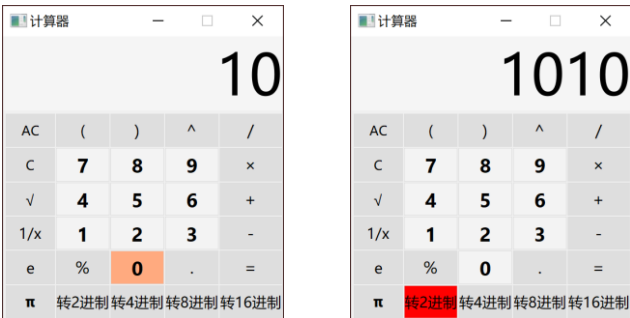 计算器
10
AC ( ) ^ /
C 7 8 9 ×
√ 4 5 6 +
1/x 1 2 3 -
e % 0 . =
π 转2进制 转4进制 转8进制 转16进制
计算器
1010
AC ( ) ^ /
C 7 8 9 ×
√ 4 5 6 +
1/x 1 2 3 -
e % 0 . =
π 转2进制 转4进制 转8进制 转16进制